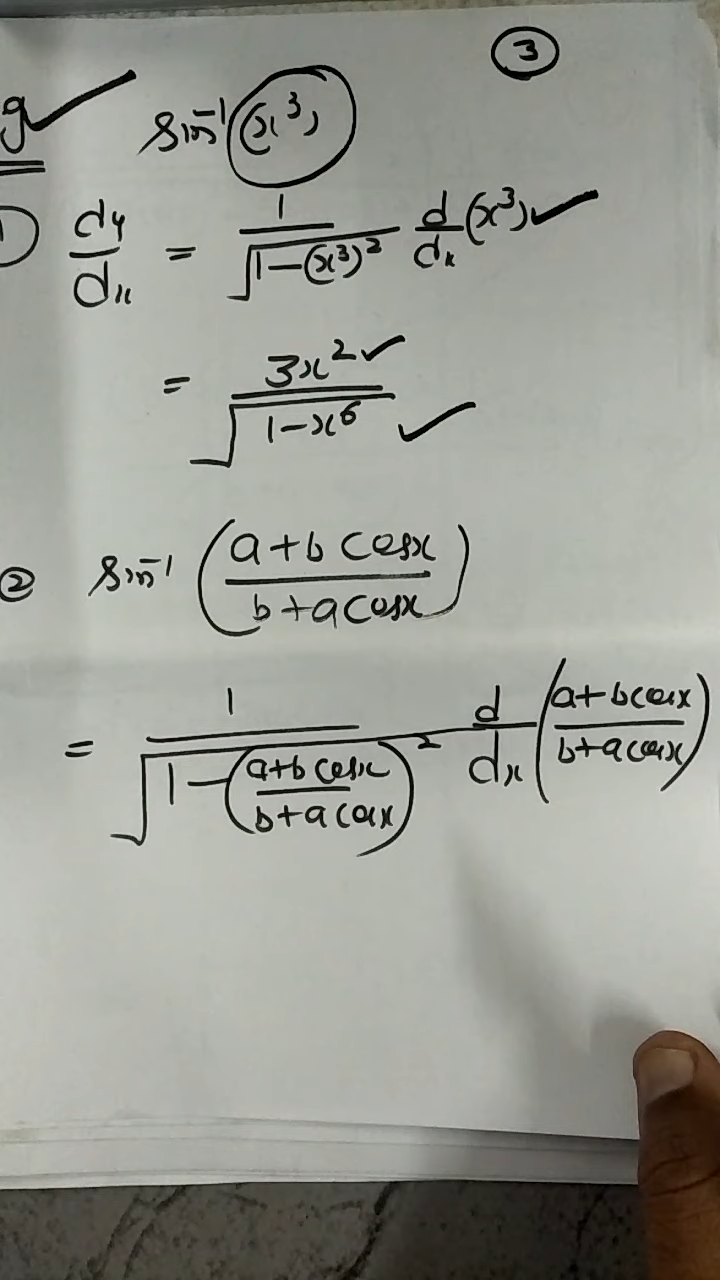 ③
g
sin⁻¹(x³)
1) dy/dx = 1/√(1-(x³)²) d/dx (x³)
= 3x²/√(1-x⁶)
② sin⁻¹ ((a+b cosx)/(b+a cosx))
= 1/√(1-((a+b cosx)/(b+a cosx))²) d/dx ((a+b cosx)/(b+a cosx))